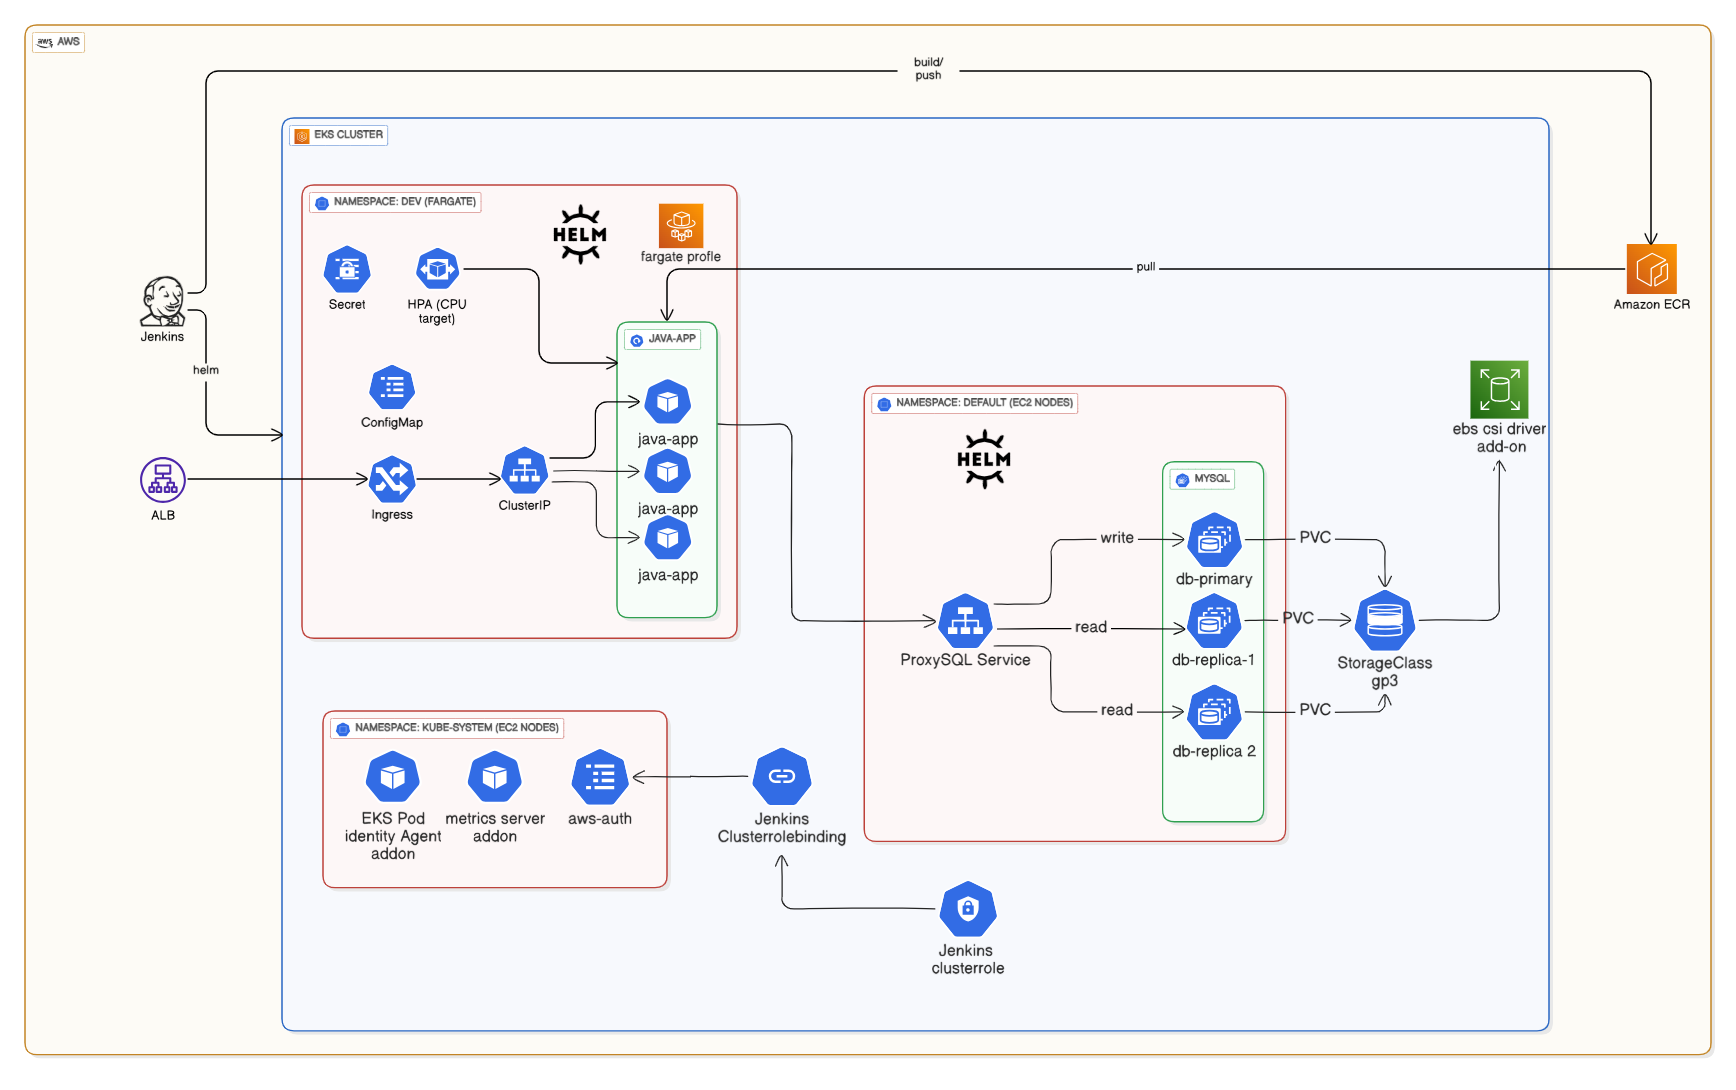 aws AWS
build/
push
EKS CLUSTER
NAMESPACE: DEV (FARGATE)
HELM
fargate profle
Secret
HPA (CPU
target)
pull
Amazon ECR
Jenkins
helm
JAVA-APP
ConfigMap
java-app
java-app
java-app
ALB
Ingress
ClusterIP
NAMESPACE: DEFAULT (EC2 NODES)
HELM
ebs csi driver
add-on
MYSQL
write
db-primary
PVC
read
db-replica-1
PVC
ProxySQL Service
StorageClass
gp3
read
db-replica 2
PVC
NAMESPACE: KUBE-SYSTEM (EC2 NODES)
EKS Pod
identity Agent
addon
metrics server
addon
aws-auth
Jenkins
Clusterrolebinding
Jenkins
clusterrole